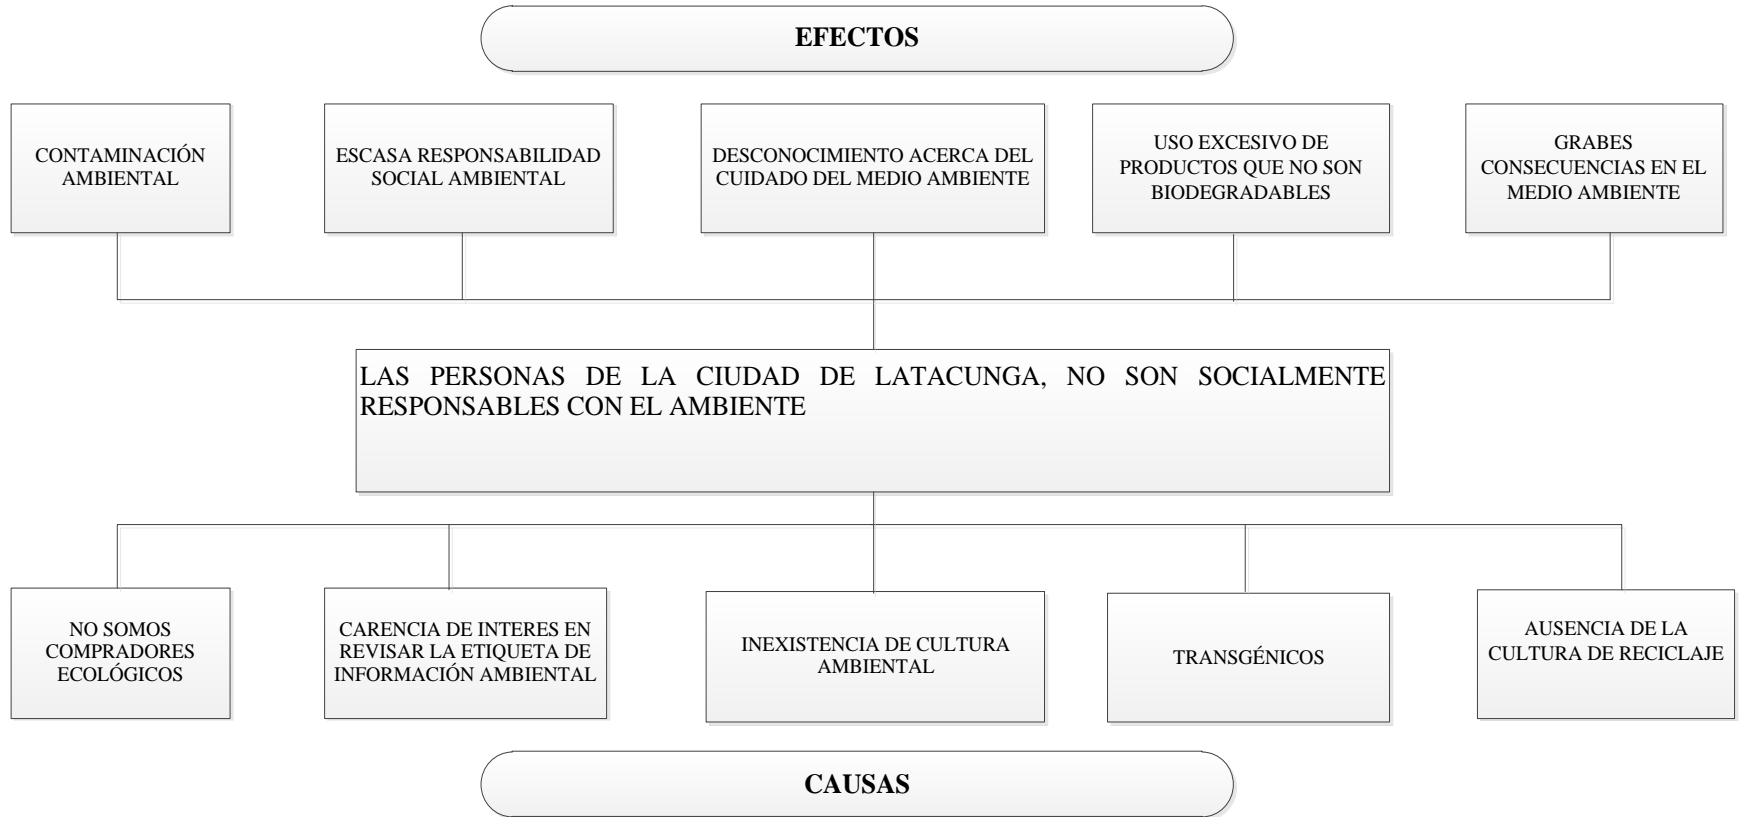 EFECTOS
CONTAMINACIÓN
AMBIENTAL
ESCASA RESPONSABILIDAD
SOCIAL AMBIENTAL
DESCONOCIMIENTO ACERCA DEL
CUIDADO DEL MEDIO AMBIENTE
USO EXCESIVO DE
PRODUCTOS QUE NO SON
BIODEGRADABLES
GRABES
CONSECUENCIAS EN EL
MEDIO AMBIENTE
LAS PERSONAS DE LA CIUDAD DE LATACUNGA, NO SON SOCIALMENTE
RESPONSABLES CON EL AMBIENTE
NO SOMOS
COMPRADORES
ECOLÓGICOS
CARENCIA DE INTERES EN
REVISAR LA ETIQUETA DE
INFORMACIÓN AMBIENTAL
INEXISTENCIA DE CULTURA
AMBIENTAL
TRANSGÉNICOS
AUSENCIA DE LA
CULTURA DE RECICLAJE
CAUSAS